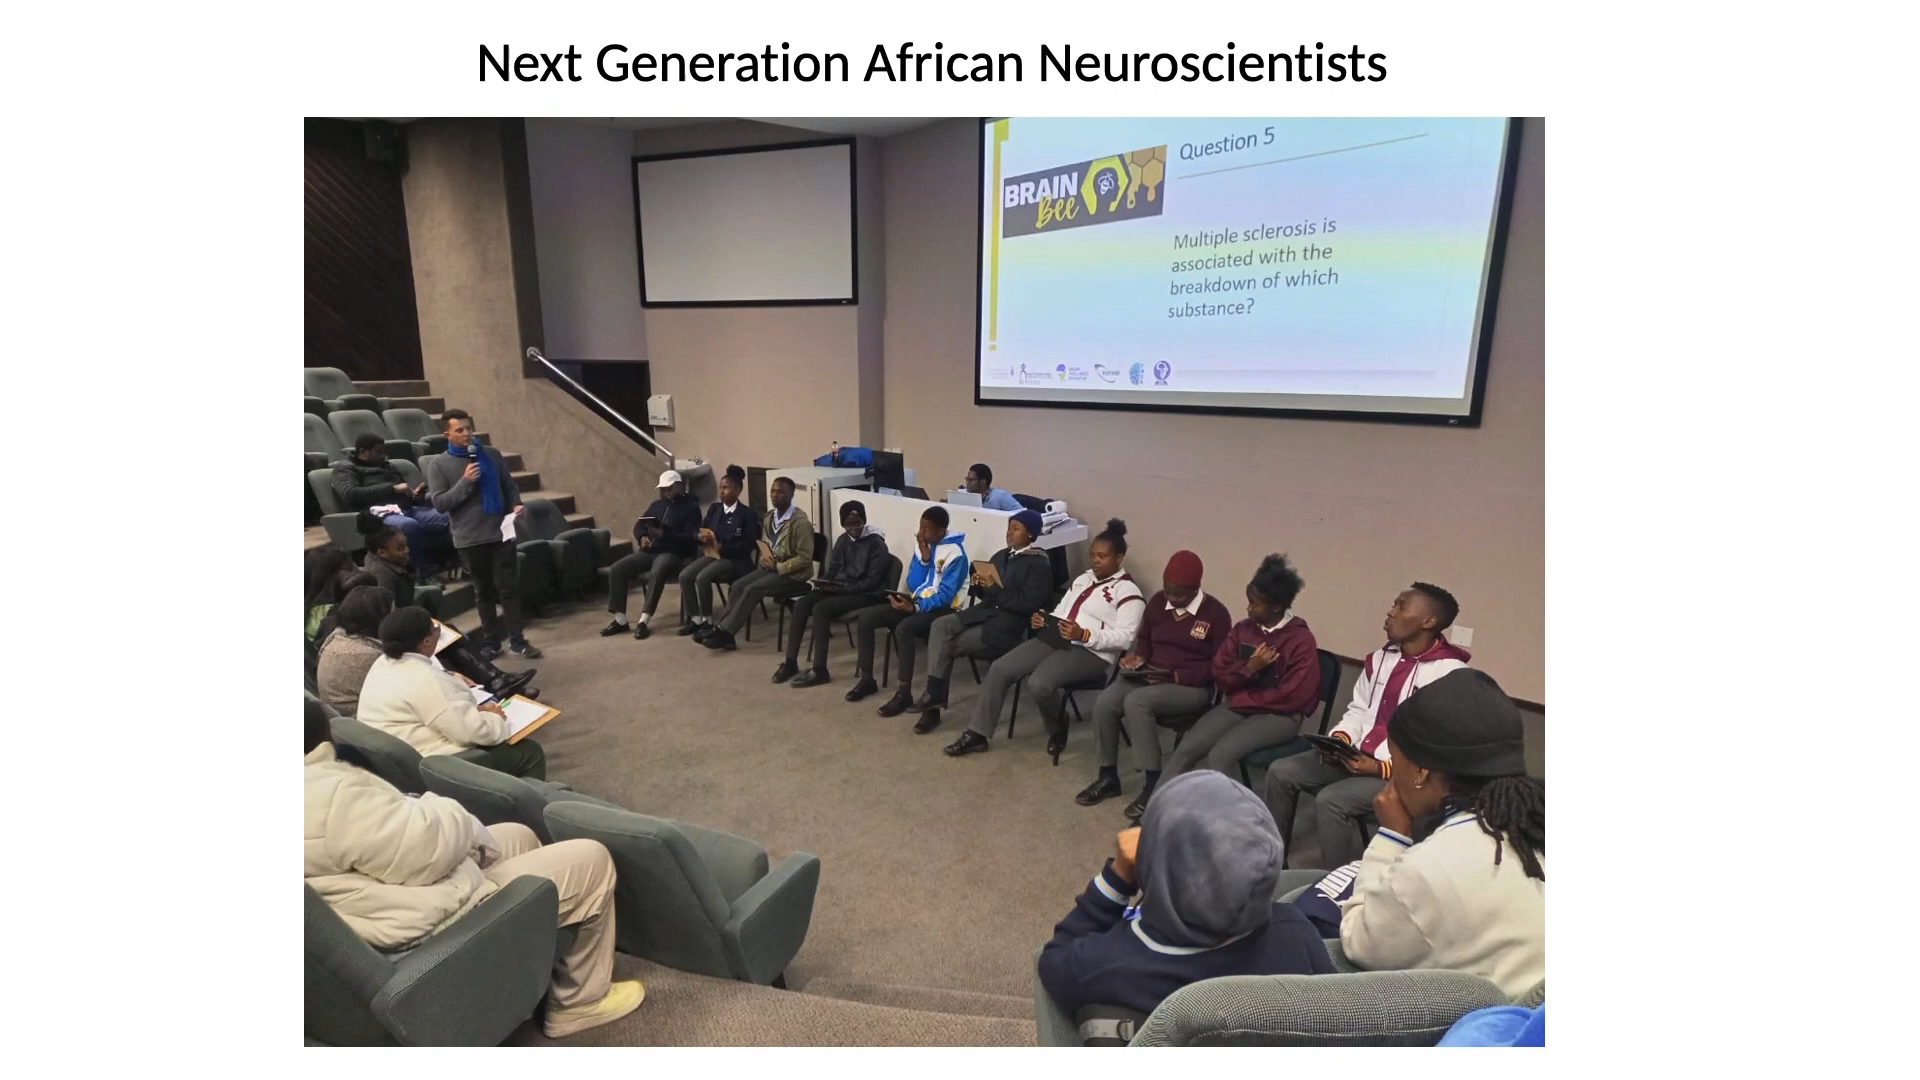 Next Generation African Neuroscientists
Question 5
BRAIN
Bee
Multiple sclerosis is
associated with the
breakdown of which
substance?